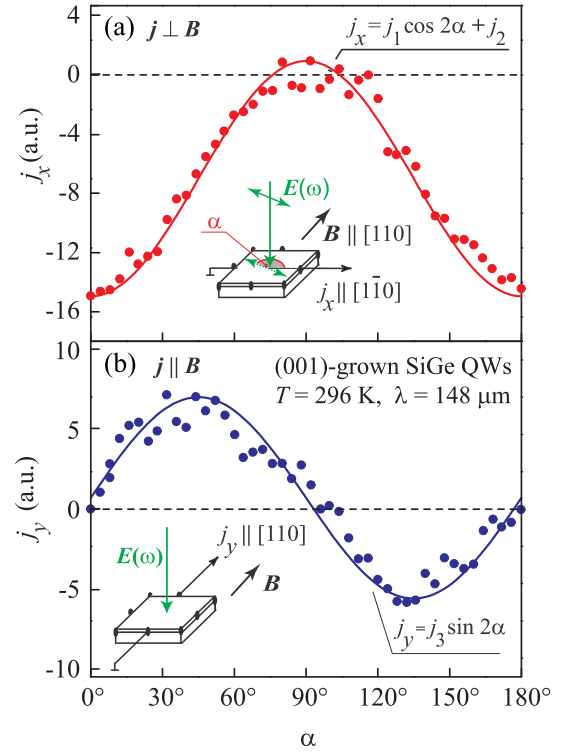 (a) j ⊥ B
jx = j1 cos 2α + j2
0
-4
-8
-12
-16
jx (a.u.)
E(ω)
α
B || [110]
jx || [11̄0]
(b) j || B
(001)-grown SiGe QWs
T = 296 K, λ = 148 μm
10
5
0
-5
-10
jy (a.u.)
jy || [110]
E(ω)
B
jy = j3 sin 2α
0° 30° 60° 90° 120° 150° 180°
α